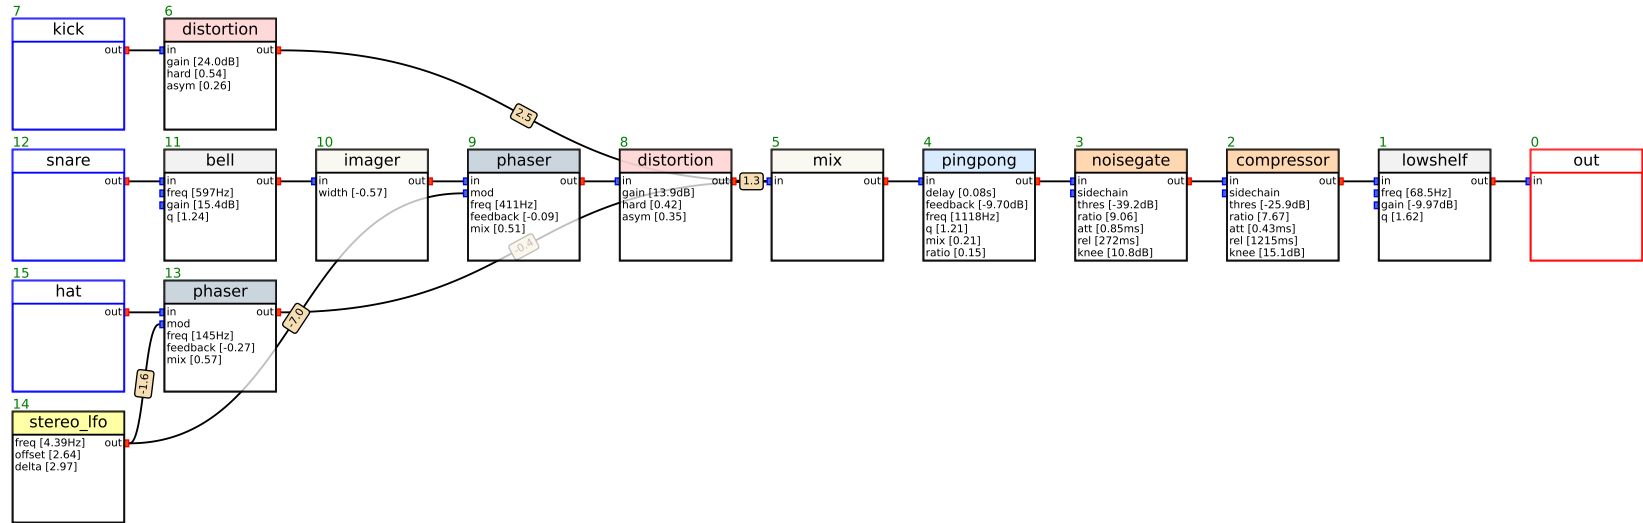 7
kick
out
6
distortion
in out
gain [24.0dB]
hard [0.54]
asym [0.26]
2.5
12
snare
out
11
bell
in out
freq [597Hz]
gain [15.4dB]
q [1.24]
10
imager
in out
width [-0.57]
9
phaser
in out
mod
freq [411Hz]
feedback [-0.09]
mix [0.51]
8
distortion
in out
gain [13.9dB]
hard [0.42]
asym [0.35]
1.3
5
mix
in out
4
pingpong
in out
delay [0.08s]
feedback [-9.70dB]
freq [1118Hz]
q [1.21]
mix [0.21]
ratio [0.15]
3
noisegate
in out
sidechain
thres [-39.2dB]
ratio [9.06]
att [0.85ms]
rel [272ms]
knee [10.8dB]
2
compressor
in out
sidechain
thres [-25.9dB]
ratio [7.67]
att [0.43ms]
rel [1215ms]
knee [15.1dB]
1
lowshelf
in out
freq [68.5Hz]
gain [-9.97dB]
q [1.62]
0
out
in
-0.4
15
hat
out
13
phaser
in out
mod
freq [145Hz]
feedback [-0.27]
mix [0.57]
-7.0
-1.6
14
stereo_lfo
freq [4.39Hz] out
offset [2.64]
delta [2.97]